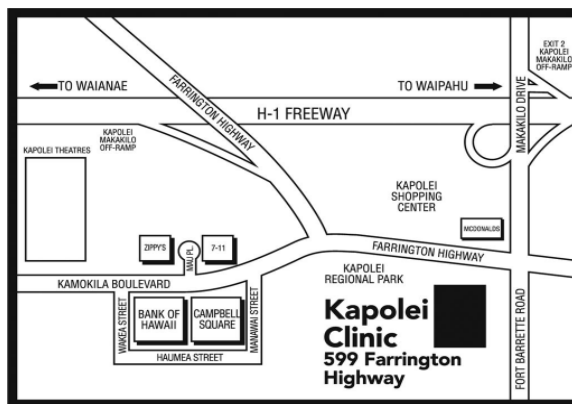 EXIT 2
KAPOLEI
MAKAKILO
OFF-RAMP
TO WAIANAE
FARRINGTON HIGHWAY
TO WAIPAHU
MAKAKILO DRIVE
H-1 FREEWAY
KAPOLEI
MAKAKILO
OFF-RAMP
KAPOLEI THEATRES
KAPOLEI
SHOPPING
CENTER
MCDONALDS
ZIPPY'S
MAU PL.
7-11
FARRINGTON HIGHWAY
KAPOLEI
REGIONAL PARK
KAMOKILA BOULEVARD
WAKEA STREET
BANK OF
HAWAII
CAMPBELL
SQUARE
MANAWAI STREET
HAUMEA STREET
Kapolei
Clinic
599 Farrington
Highway
FORT BARRETTE ROAD